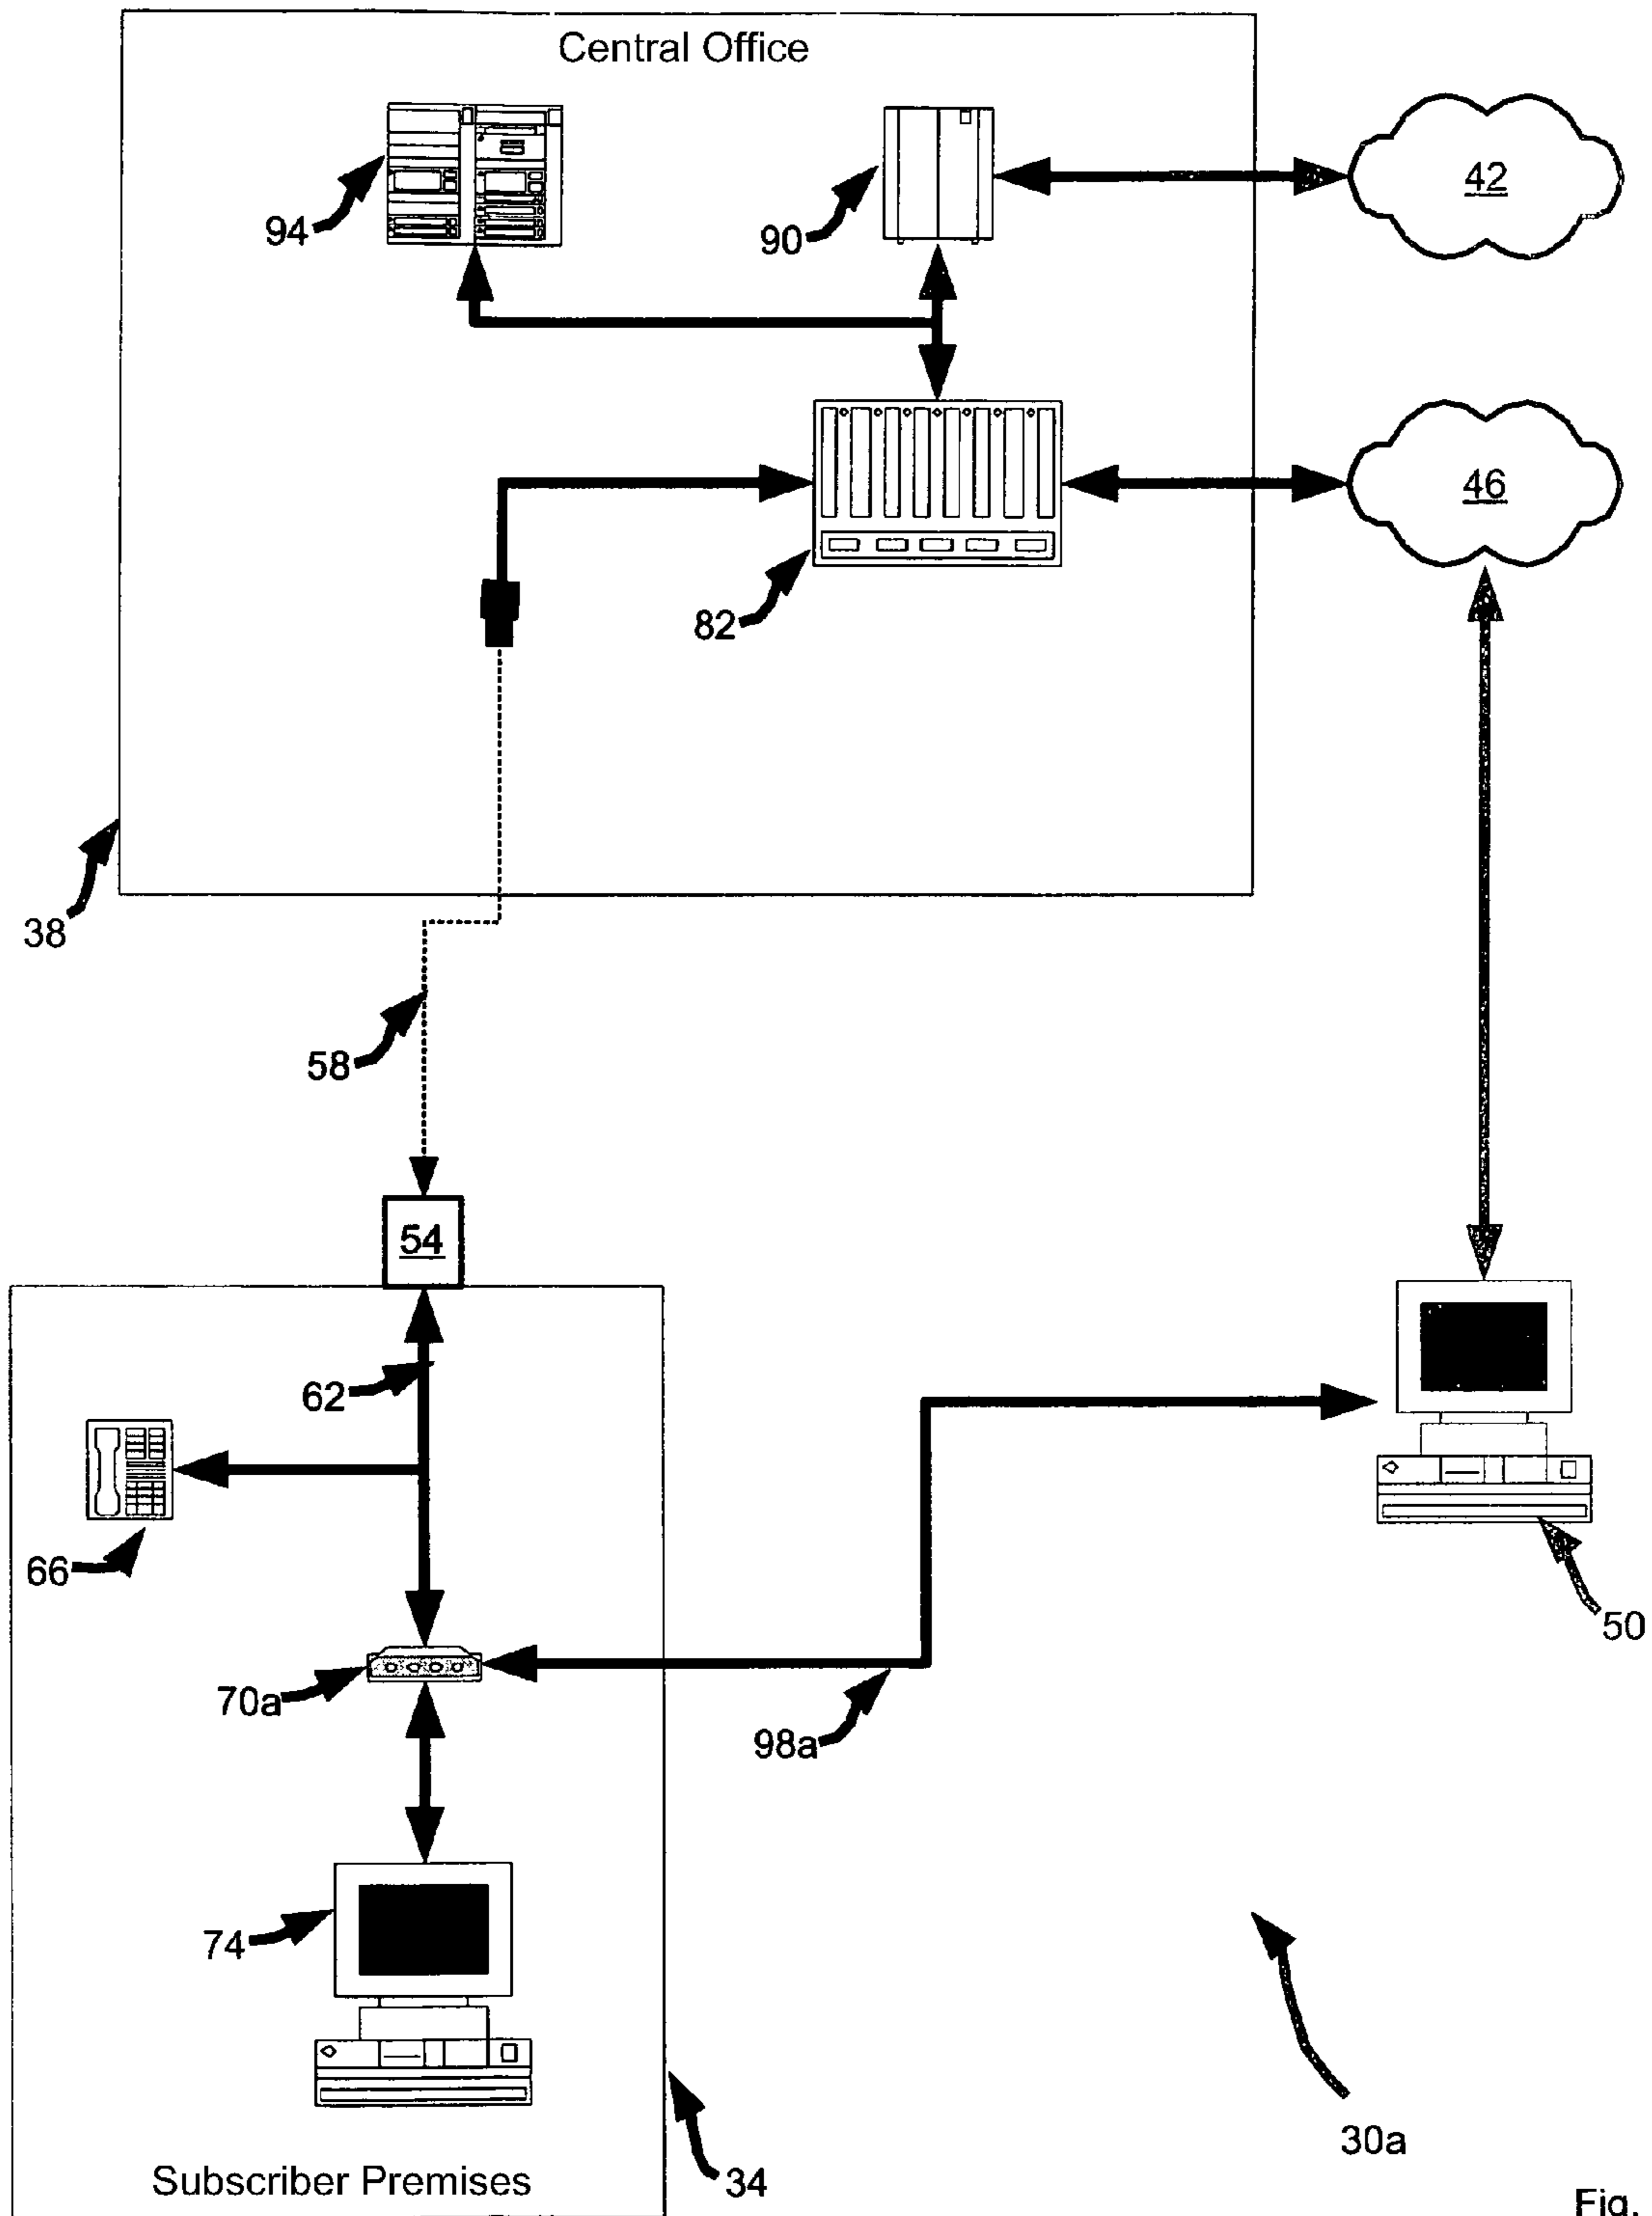 Central Office
94
90
42
46
82
38
58
54
62
66
50
70a
98a
74
30a
Subscriber Premises
34
Fig.